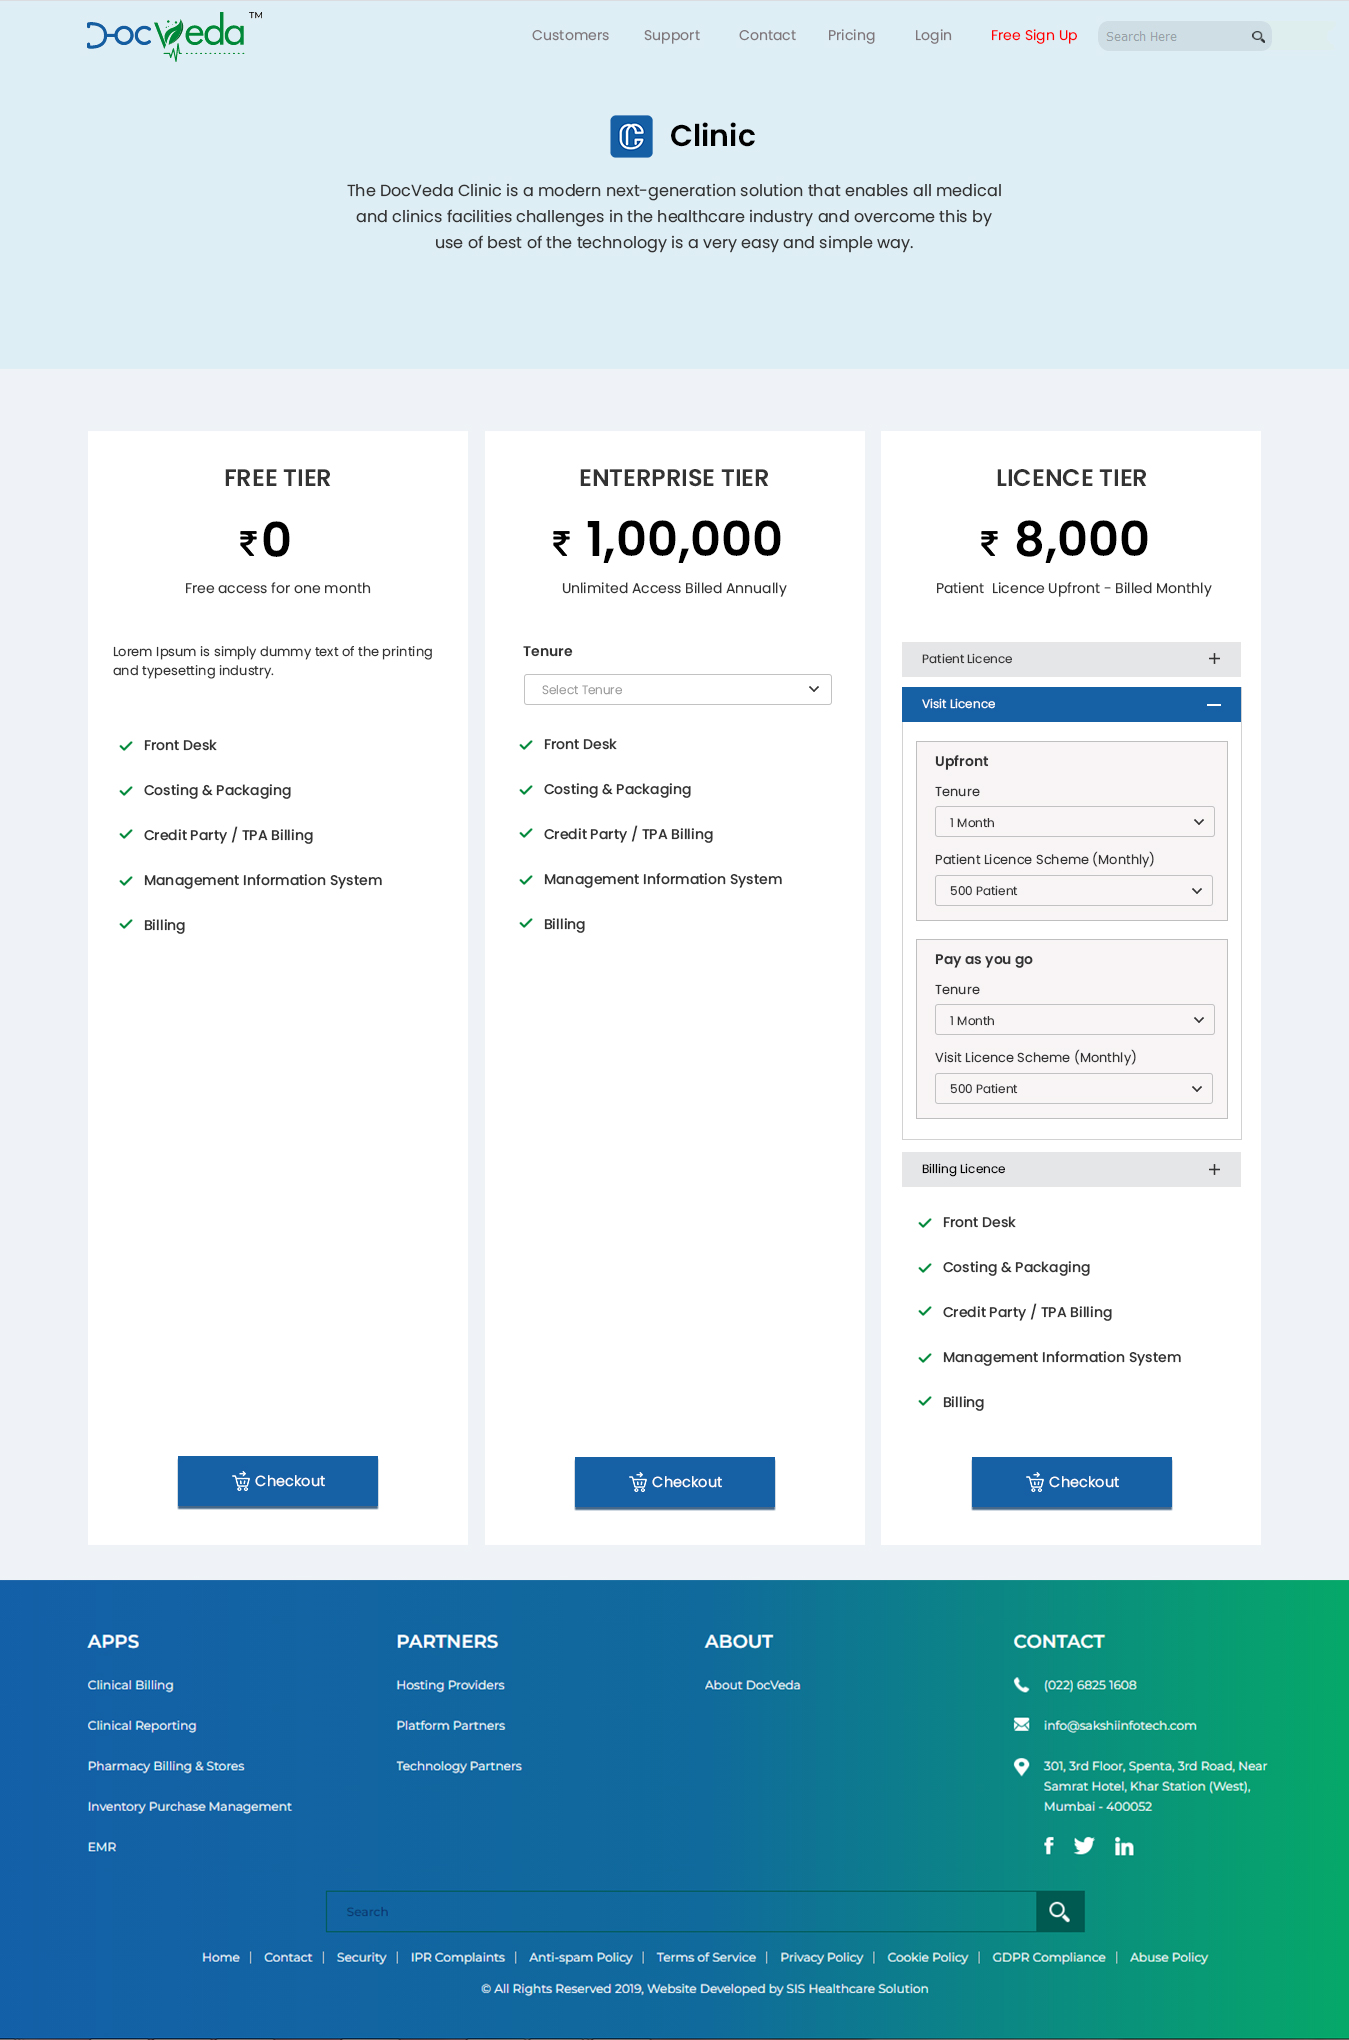 DocVeda TM
Customers Support Contact Pricing Login Free Sign Up Search Here
Clinic
The DocVeda Clinic is a modern next-generation solution that enables all medical
and clinics facilities challenges in the healthcare industry and overcome this by
use of best of the technology is a very easy and simple way.
FREE TIER
₹0
Free access for one month
Lorem Ipsum is simply dummy text of the printing
and typesetting industry.
Front Desk
Costing & Packaging
Credit Party / TPA Billing
Management Information System
Billing
Checkout
ENTERPRISE TIER
₹ 1,00,000
Unlimited Access Billed Annually
Tenure
Select Tenure
Front Desk
Costing & Packaging
Credit Party / TPA Billing
Management Information System
Billing
Checkout
LICENCE TIER
₹ 8,000
Patient Licence Upfront - Billed Monthly
Patient Licence
Visit Licence
Upfront
Tenure
1 Month
Patient Licence Scheme (Monthly)
500 Patient
Pay as you go
Tenure
1 Month
Visit Licence Scheme (Monthly)
500 Patient
Billing Licence
Front Desk
Costing & Packaging
Credit Party / TPA Billing
Management Information System
Billing
Checkout
APPS
Clinical Billing
Clinical Reporting
Pharmacy Billing & Stores
Inventory Purchase Management
EMR
PARTNERS
Hosting Providers
Platform Partners
Technology Partners
ABOUT
About DocVeda
CONTACT
(022) 6825 1608
info@sakshiinfotech.com
301, 3rd Floor, Spenta, 3rd Road, Near
Samrat Hotel, Khar Station (West),
Mumbai - 400052
Search
Home | Contact | Security | IPR Complaints | Anti-spam Policy | Terms of Service | Privacy Policy | Cookie Policy | GDPR Compliance | Abuse Policy
© All Rights Reserved 2019, Website Developed by SIS Healthcare Solution